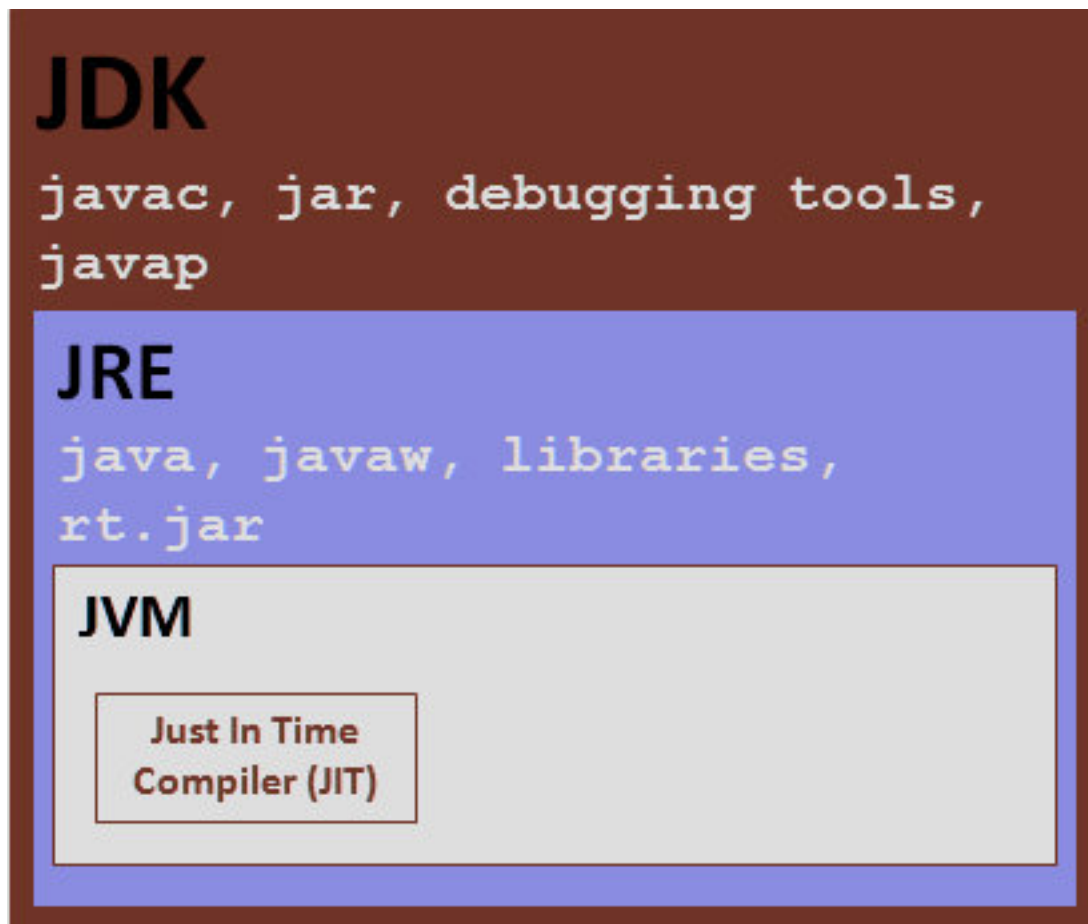 JDK
javac, jar, debugging tools,
javap
JRE
java, javaw, libraries,
rt.jar
JVM
Just In Time
Compiler (JIT)